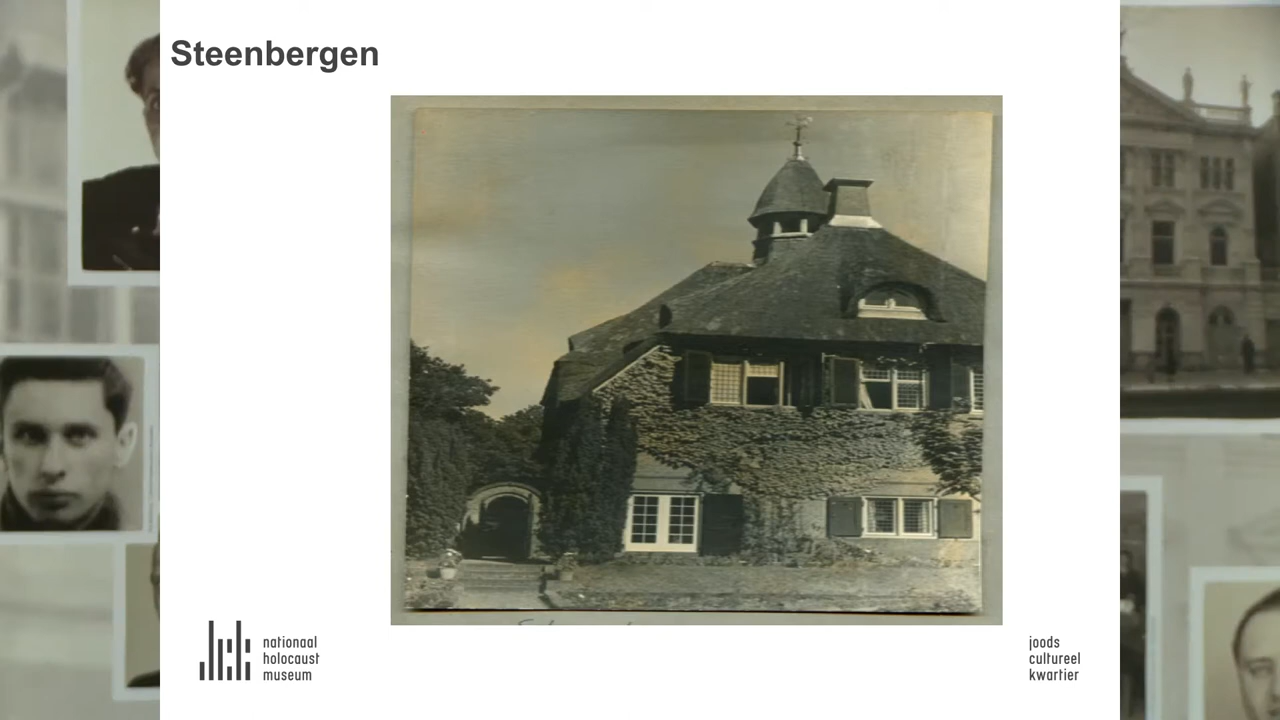 Steenbergen
nationaal
holocaust
museum
joods
cultureel
kwartier